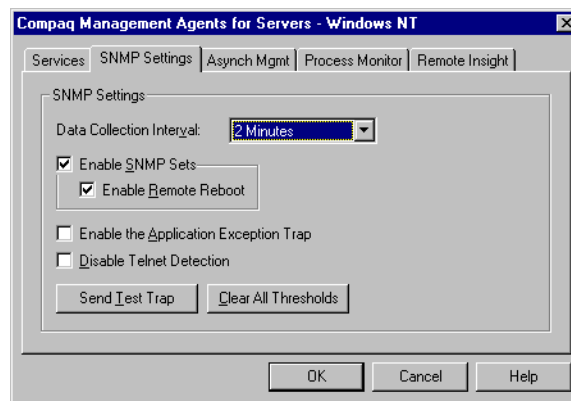 Compaq Management Agents for Servers - Windows NT
Services SNMP Settings Asynch Mgmt Process Monitor Remote Insight
SNMP Settings
Data Collection Interval: 2 Minutes
Enable SNMP Sets
Enable Remote Reboot
Enable the Application Exception Trap
Disable Telnet Detection
Send Test Trap Clear All Thresholds
OK Cancel Help